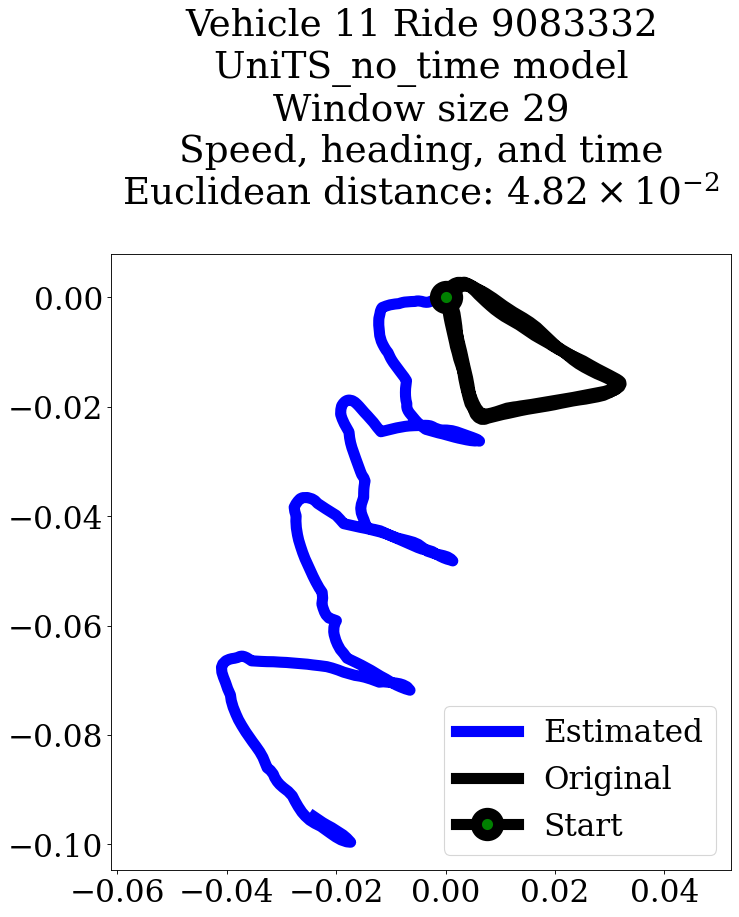 Vehicle 11 Ride 9083332
UniTS_no_time model
Window size 29
Speed, heading, and time
Euclidean distance: 4.82 × 10⁻²
0.00
−0.02
−0.04
−0.06
−0.08
−0.10
Estimated
Original
Start
−0.06 −0.04 −0.02 0.00 0.02 0.04